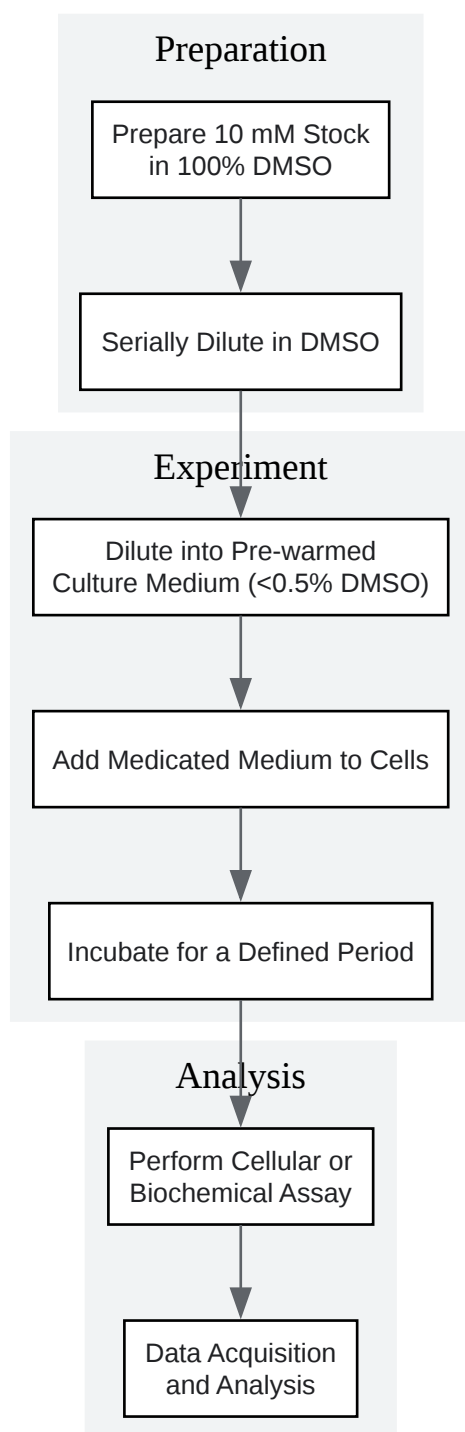 Preparation
Prepare 10 mM Stock
in 100% DMSO
Serially Dilute in DMSO
Experiment
Dilute into Pre-warmed
Culture Medium (<0.5% DMSO)
Add Medicated Medium to Cells
Incubate for a Defined Period
Analysis
Perform Cellular or
Biochemical Assay
Data Acquisition
and Analysis